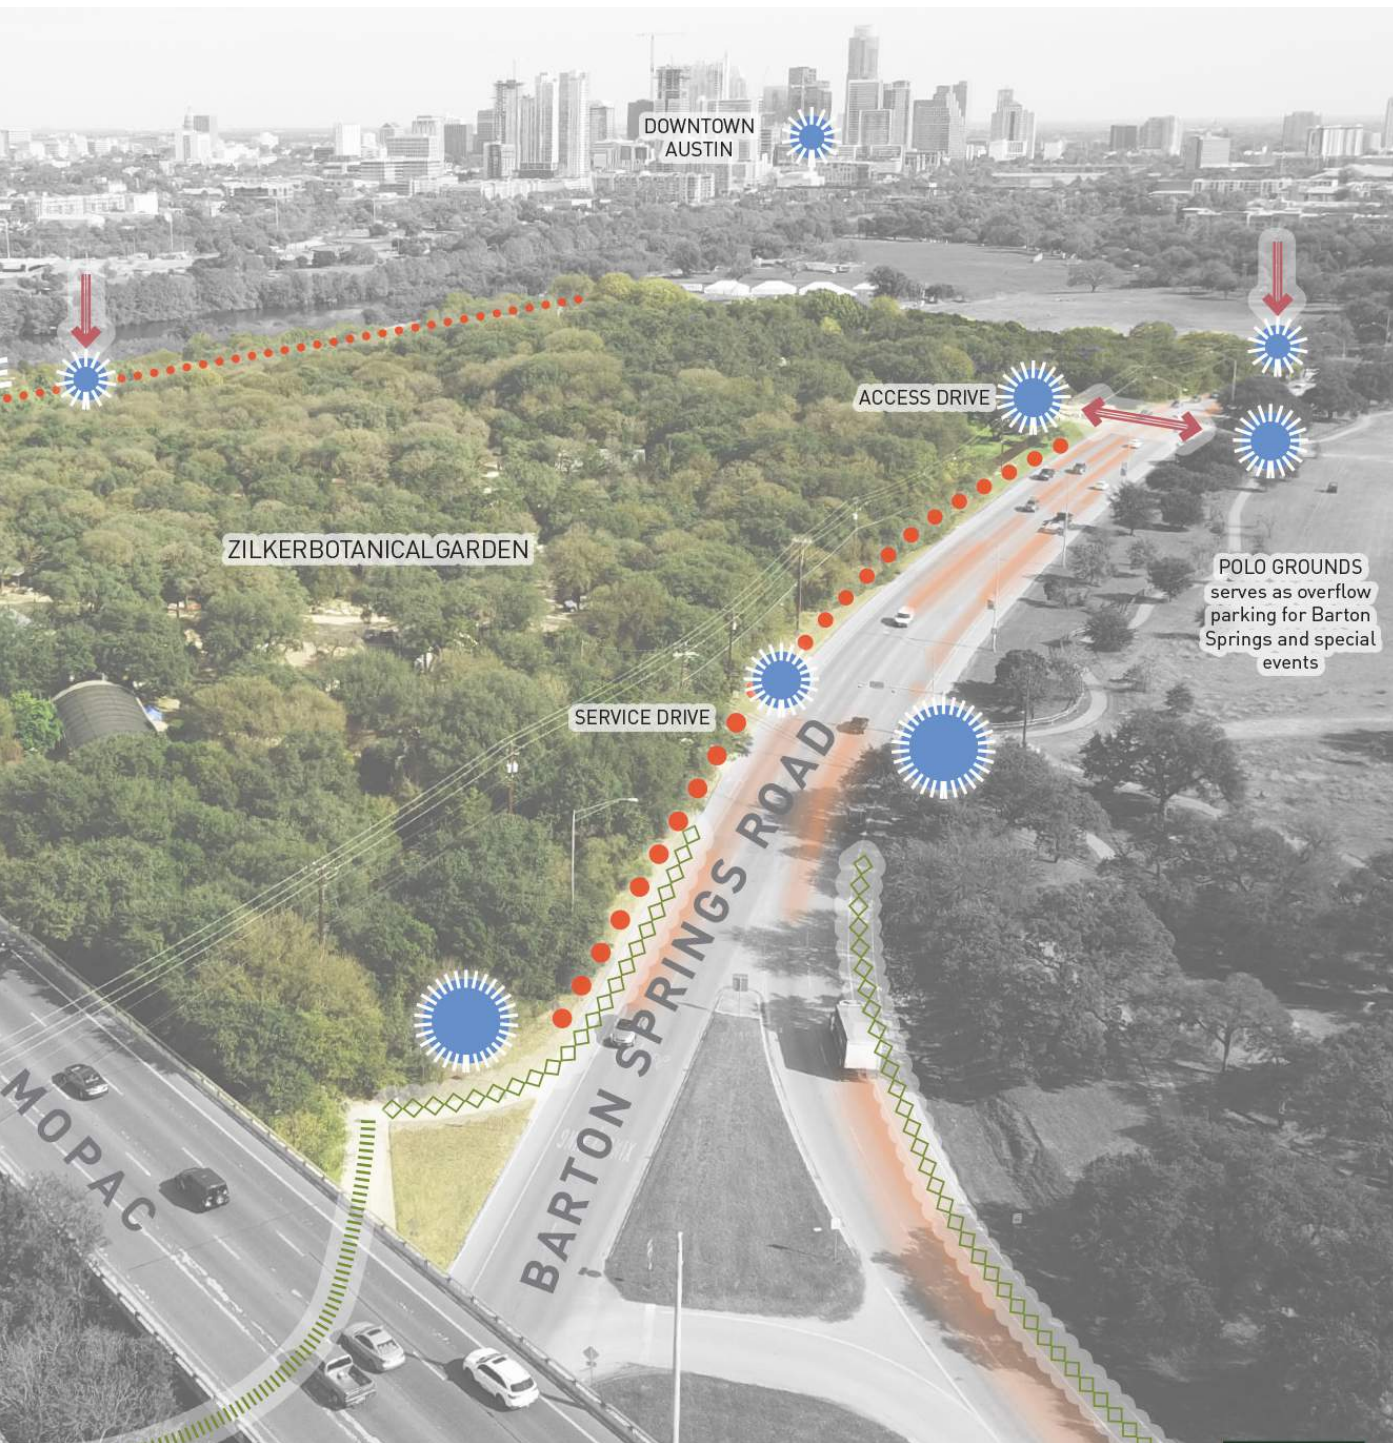 DOWNTOWN
AUSTIN
ACCESS DRIVE
ZILKERBOTANICALGARDEN
POLO GROUNDS
serves as overflow
parking for Barton
Springs and special
events
SERVICE DRIVE
BARTON SPRINGS ROAD
MOPAC